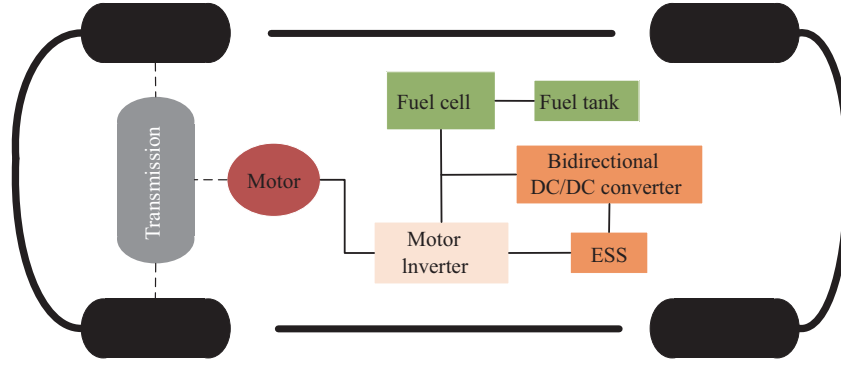 Fuel cell
Fuel tank
Transmission
Motor
Bidirectional
DC/DC converter
Motor
lnverter
ESS